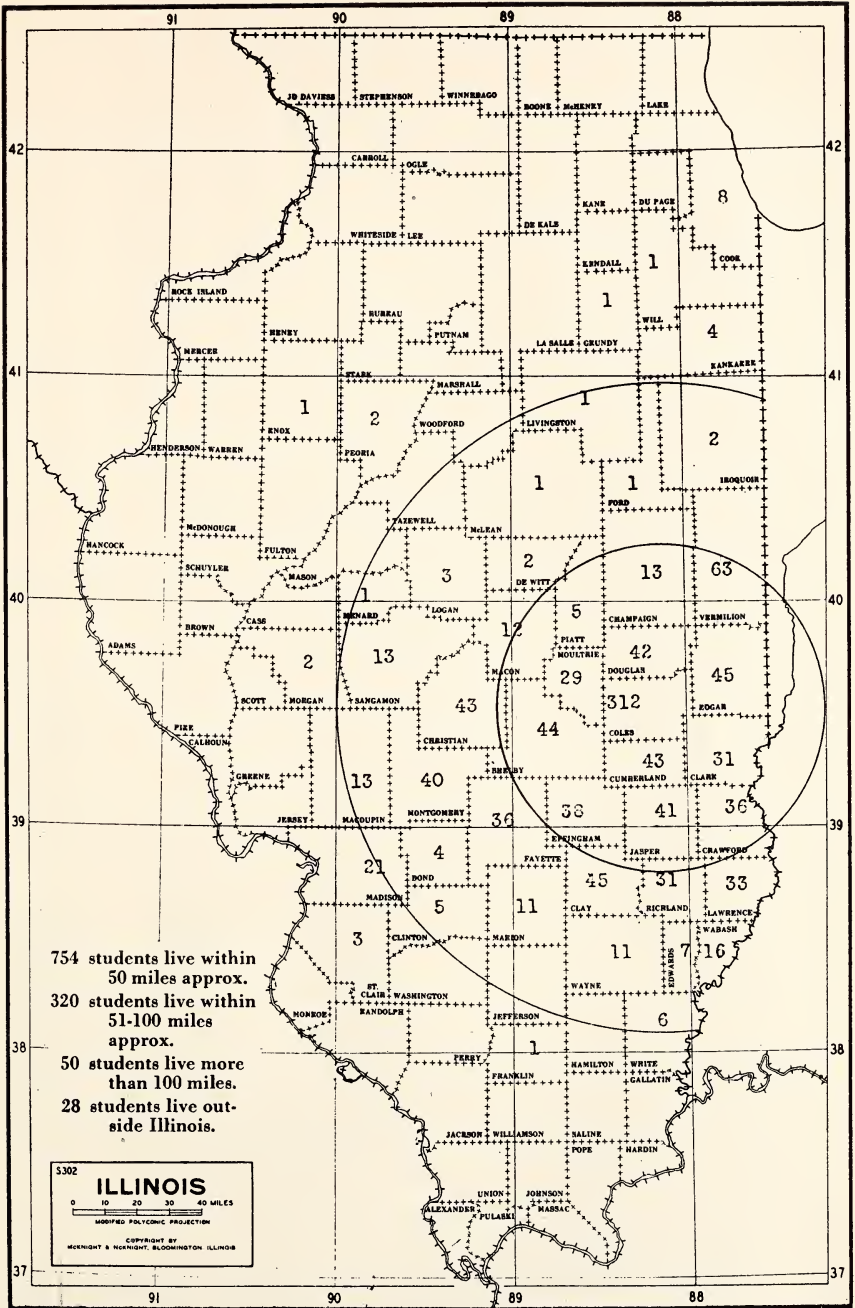 91 90 89 88
JO DAVIESS STEPHENSON WINNEBAGO
BOONE McHENRY LAKE
42 42
CARROLL OGLE
8
KANE DU PAGE
DE KALB
WHITESIDE LEE
COOK
KENDALL 1
ROCK ISLAND
1
BUREAU
WILL
HENRY PUTNAM 4
LA SALLE GRUNDY
MERCER
KANKAKEE
41 41
STARK
MARSHALL
1
1 2
LIVINGSTON
KNOX WOODFORD 2
HENDERSON WARREN PEORIA
1 1 IROQUOIS
FORD
McDONOUGH TAZEWELL McLEAN
HANCOCK FULTON
2
SCHUYLER MASON 3 DE WITT 13 63
40 1 40
MENARD LOGAN 5
CASS CHAMPAIGN VERMILION
BROWN 12
PIATT
ADAMS MOULTRIE 42
2 13 MACON 29 DOUGLAS 45
SCOTT MORGAN SANGAMON 43 312
EDGAR
PIKE 44
CALHOUN CHRISTIAN COLES
43 31
SHELBY
GREENE 13 40 CUMBERLAND CLARK
MONTGOMERY 36 38 41 36
JERSEY MACOUPIN
39 39
4 EFFINGHAM
JASPER CRAWFORD
21 FAYETTE
BOND 45 31 33
MADISON 5 11 CLAY RICHLAND
LAWRENCE
3 CLINTON MARION WABASH
11 7 16
EDWARDS
754 students live within
50 miles approx.
320 students live within
51-100 miles
approx.
50 students live more
than 100 miles.
28 students live out-
side Illinois.
ST.
CLAIR WASHINGTON WAYNE
RANDOLPH
MONROE JEFFERSON 6
38 1 38
PERRY
HAMILTON WHITE
FRANKLIN GALLATIN
JACKSON WILLIAMSON SALINE
POPE HARDIN
UNION JOHNSON
ALEXANDER MASSAC
PULASKI
S302
ILLINOIS
0 10 20 30 40 MILES
MODIFIED POLYCONIC PROJECTION
COPYRIGHT BY
McKNIGHT & McKNIGHT, BLOOMINGTON ILLINOIS
37 37
91 90 89 88